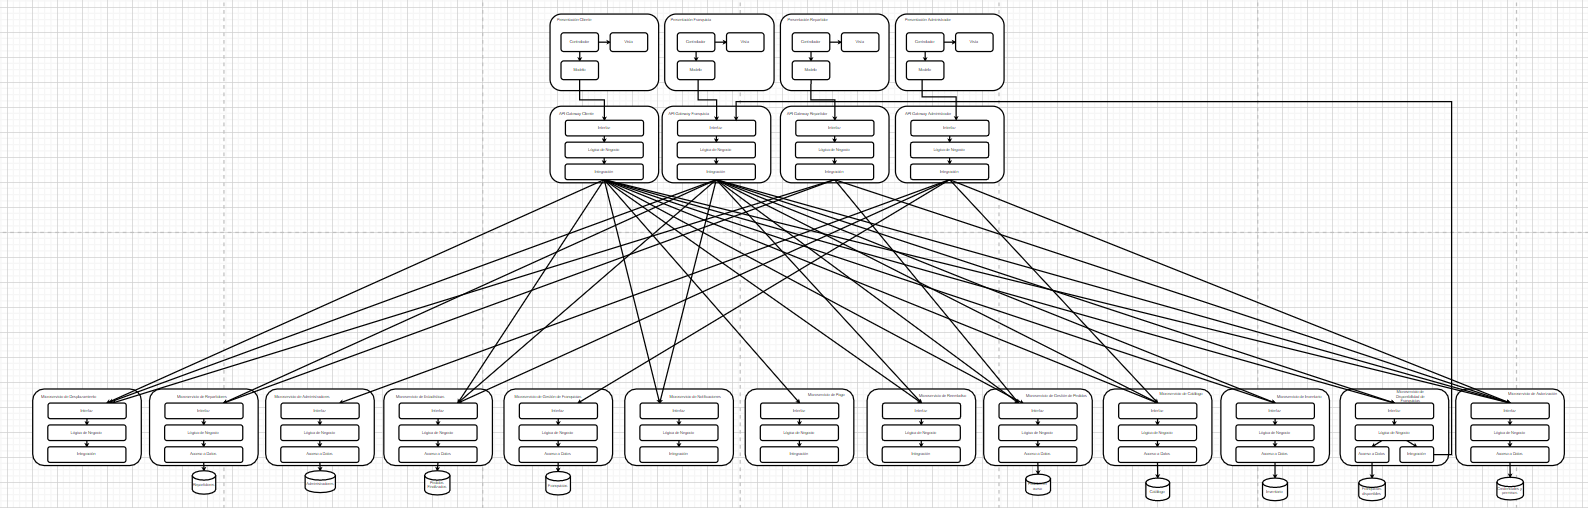 Presentación Cliente
Controlador
Vista
Modelo
Presentación Franquicia
Controlador
Vista
Modelo
Presentación Repartidor
Controlador
Vista
Modelo
Presentación Administrador
Controlador
Vista
Modelo
API Gateway Cliente
Interfaz
Lógica de Negocio
Integración
API Gateway Franquicia
Interfaz
Lógica de Negocio
Integración
API Gateway Repartidor
Interfaz
Lógica de Negocio
Integración
API Gateway Administrador
Interfaz
Lógica de Negocio
Integración
Microservicio de Desplazamiento
Interfaz
Lógica de Negocio
Integración
Microservicio de Repartidores
Interfaz
Lógica de Negocio
Acceso a Datos
Repartidores
Microservicio de Administradores
Interfaz
Lógica de Negocio
Acceso a Datos
Administradores
Microservicio de Estadísticas
Interfaz
Lógica de Negocio
Acceso a Datos
Microservicio de Gestión de Franquicias
Interfaz
Lógica de Negocio
Acceso a Datos
Franquicias
Microservicio de Notificaciones
Interfaz
Lógica de Negocio
Integración
Microservicio de Pago
Interfaz
Lógica de Negocio
Integración
Microservicio de
Interfaz
Lógica de Negocio
Integración
Microservicio de Gestión de Pedidos
Interfaz
Lógica de Negocio
Acceso a Datos
Microservicio de Catálogo
Interfaz
Lógica de Negocio
Acceso a Datos
Catálogo
Microservicio de Inventario
Interfaz
Lógica de Negocio
Acceso a Datos
Inventario
Microservicio de
Disponibilidad de
Franquicias
Interfaz
Lógica de Negocio
Acceso a Datos
Integración
disponibles
Microservicio de Autorización
Interfaz
Lógica de Negocio
Acceso a Datos
permisos